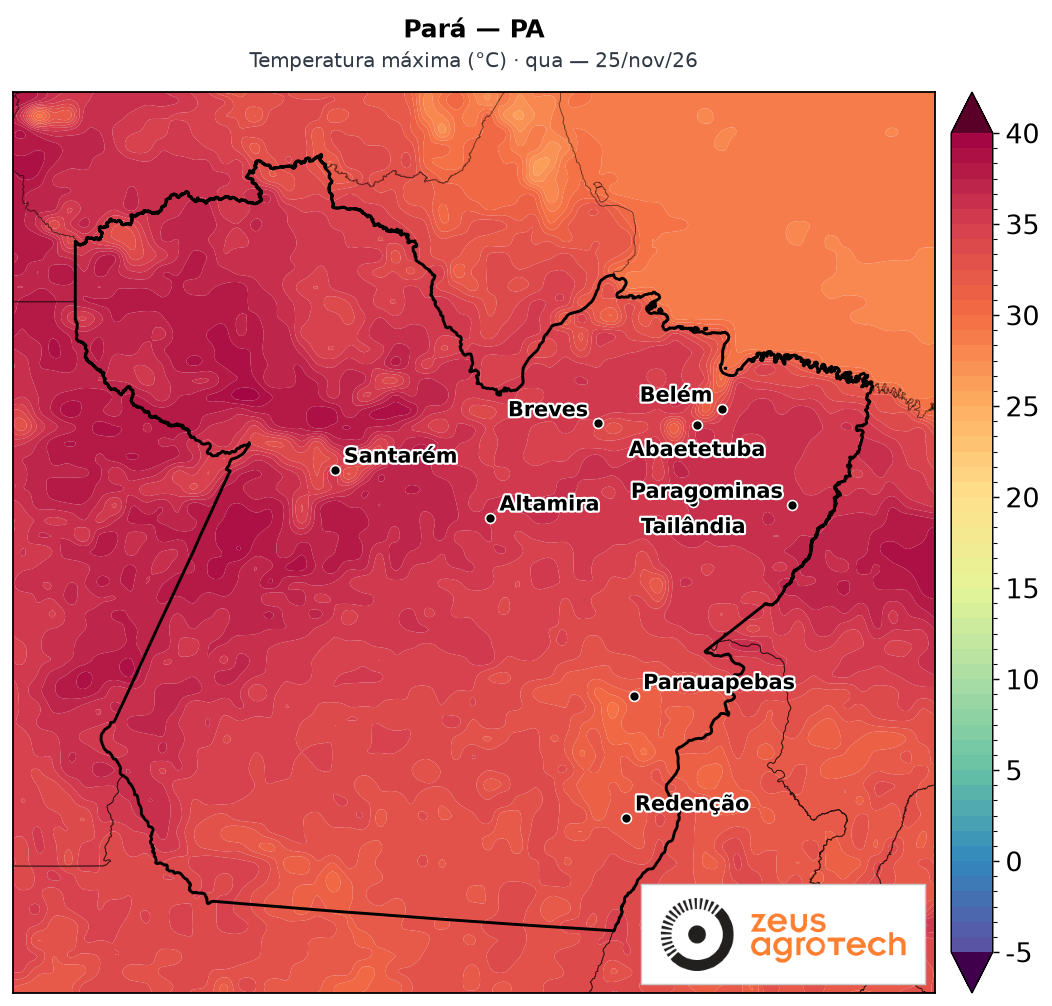 Pará — PA
Temperatura máxima (°C) · qua — 25/nov/26
40
35
30
25
20
15
10
5
0
-5
Belém
Breves
Abaetetuba
Santarém
Paragominas
Altamira
Tailândia
Parauapebas
Redenção
zeus
agrotech